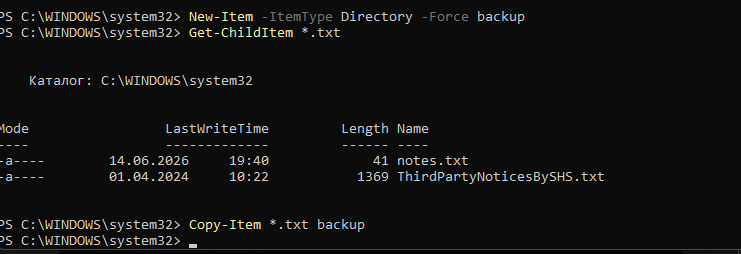 PS C:\WINDOWS\system32> New-Item -ItemType Directory -Force backup
PS C:\WINDOWS\system32> Get-ChildItem *.txt
Каталог: C:\WINDOWS\system32
Mode LastWriteTime Length Name
---- ------------- ------ ----
-a---- 14.06.2026 19:40 41 notes.txt
-a---- 01.04.2024 10:22 1369 ThirdPartyNoticesBySHS.txt
PS C:\WINDOWS\system32> Copy-Item *.txt backup
PS C:\WINDOWS\system32>